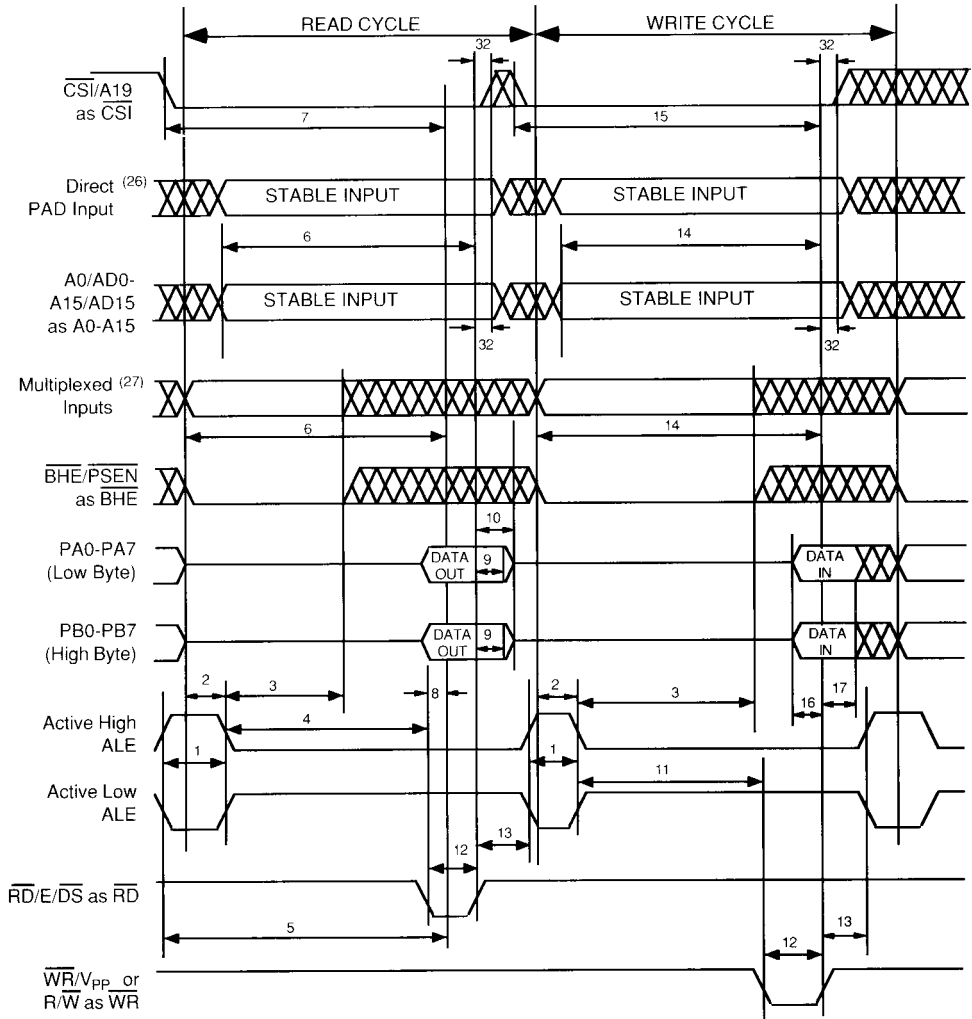 READ CYCLE
WRITE CYCLE
32
32
CSI/A19
as CSI
7
15
Direct (26)
PAD Input
STABLE INPUT
STABLE INPUT
6
14
A0/AD0-
A15/AD15
as A0-A15
STABLE INPUT
STABLE INPUT
32
32
Multiplexed (27)
Inputs
6
14
BHE/PSEN
as BHE
10
PA0-PA7
(Low Byte)
DATA
OUT
9
DATA
IN
PB0-PB7
(High Byte)
DATA
OUT
9
DATA
IN
2
3
8
2
3
16
17
Active High
ALE
4
1
1
11
Active Low
ALE
12
13
RD/E/DS as RD
5
12
13
WR/VPP or
R/W as WR